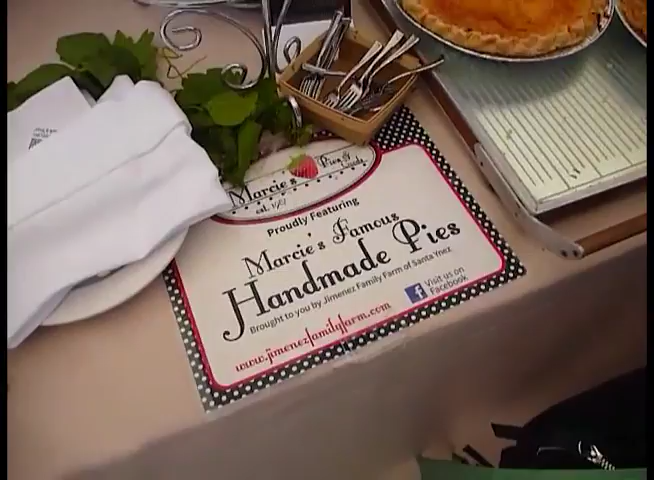 Marcie's Pies &
est. 1961
Proudly Featuring
Marcie's Famous
Handmade Pies
Brought to you by Jimenez Family Farm of Santa Ynez
Visit us on
Facebook
www.jimenezfamilyfarm.com